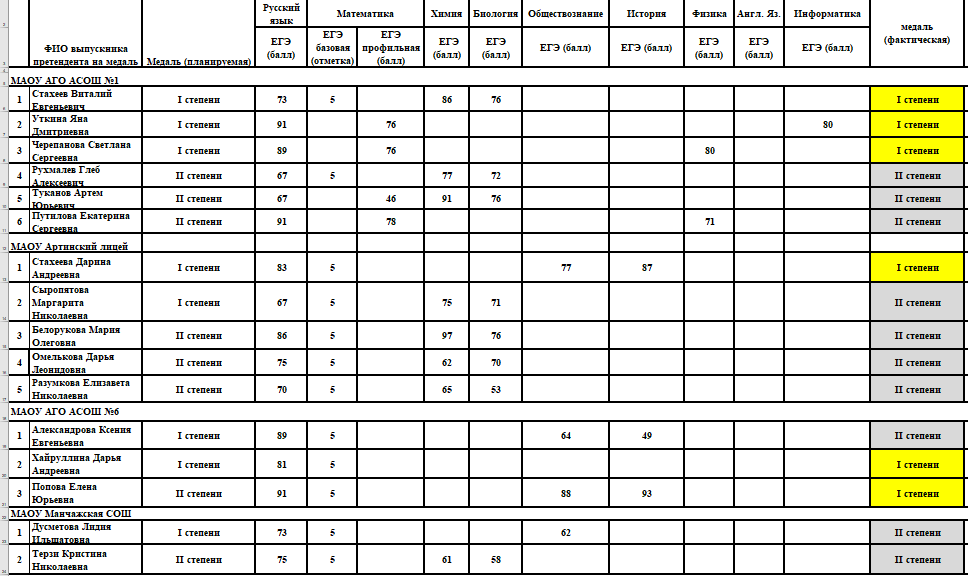 Русский язык Математика Химия Биология Обществознание История Физика Англ. Яз. Информатика медаль (фактическая)
ФИО выпускника претендента на медаль Медаль (планируемая) ЕГЭ (балл) ЕГЭ базовая (отметка) ЕГЭ профильная (балл) ЕГЭ (балл) ЕГЭ (балл) ЕГЭ (балл) ЕГЭ (балл) ЕГЭ (балл) ЕГЭ (балл) ЕГЭ (балл)
МАОУ АГО АСОШ №1
1 Стахеев Виталий Евгеньевич I степени 73 5 86 76 I степени
2 Уткина Яна Дмитриевна I степени 91 76 80 I степени
3 Черепанова Светлана Сергеевна I степени 89 76 80 I степени
4 Рухмалев Глеб Алексеевич II степени 67 5 77 72 II степени
5 Туканов Артем Юрьевич II степени 67 46 91 76 II степени
6 Путилова Екатерина Сергеевна II степени 91 78 71 II степени
МАОУ Артинский лицей
1 Стахеева Дарина Андреевна I степени 83 5 77 87 I степени
2 Сыропятова Маргарита Николаевна I степени 67 5 75 71 II степени
3 Белорукова Мария Олеговна II степени 86 5 97 76 II степени
4 Омелькова Дарья Леонидовна II степени 75 5 62 70 II степени
5 Разумкова Елизавета Николаевна II степени 70 5 65 53 II степени
МАОУ АГО АСОШ №6
1 Александрова Ксения Евгеньевна I степени 89 5 64 49 II степени
2 Хайруллина Дарья Андреевна I степени 81 5 I степени
3 Попова Елена Юрьевна II степени 91 5 88 93 I степени
МАОУ Манчажская СОШ
1 Дусметова Лидия Ильшатовна I степени 73 5 62 II степени
2 Терзи Кристина Николаевна II степени 75 5 61 58 II степени